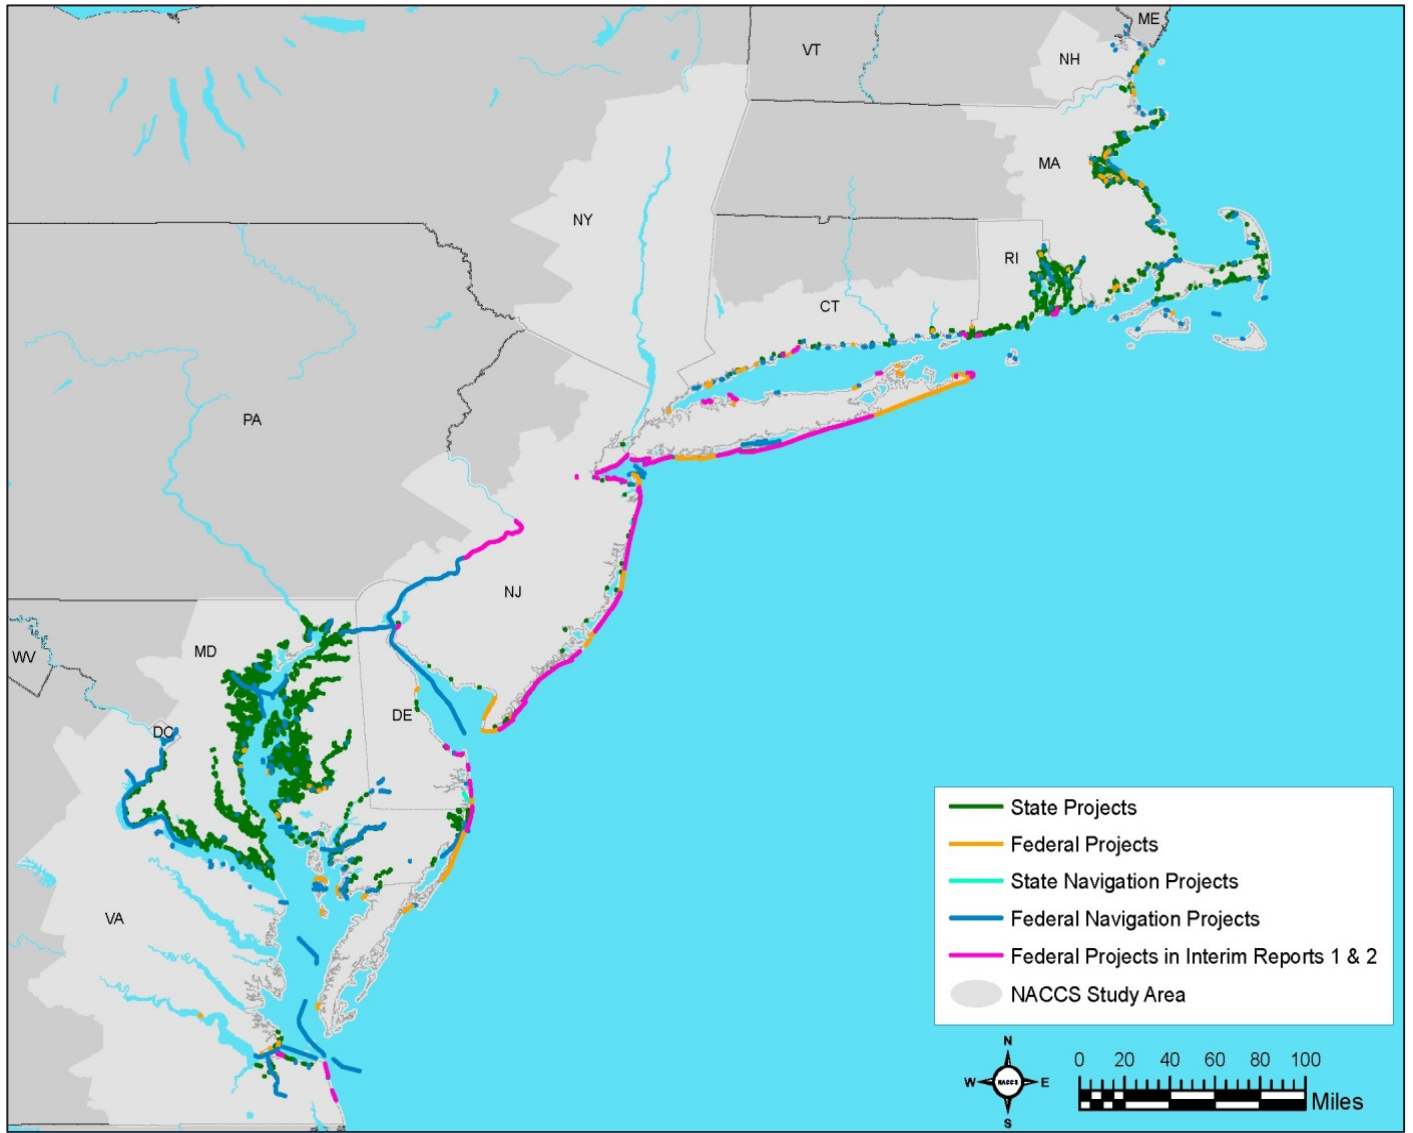 ME
VT
NH
MA
NY
RI
CT
PA
NJ
MD
WV
DE
DC
VA
State Projects
Federal Projects
State Navigation Projects
Federal Navigation Projects
Federal Projects in Interim Reports 1 & 2
NACCS Study Area
N
W NACCS E
S
0 20 40 60 80 100
Miles